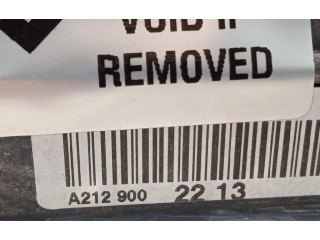 VOID IF
REMOVED
A212 900 22 13